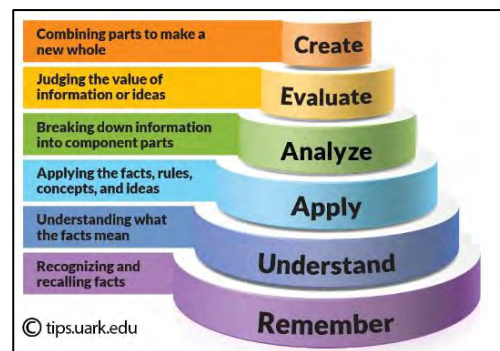 Combining parts to make a
new whole
Create
Judging the value of
information or ideas
Evaluate
Breaking down information
into component parts
Analyze
Applying the facts, rules,
concepts, and ideas
Apply
Understanding what
the facts mean
Understand
Recognizing and
recalling facts
Remember
© tips.uark.edu